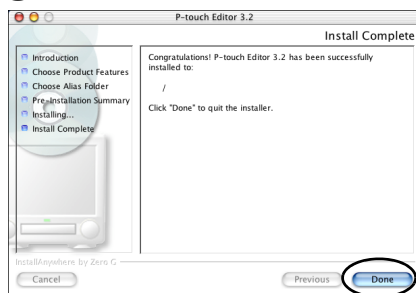 P-touch Editor 3.2
Install Complete
Introduction
Choose Product Features
Choose Alias Folder
Pre-Installation Summary
Installing...
Install Complete
Congratulations! P-touch Editor 3.2 has been successfully
installed to:
/
Click "Done" to quit the installer.
InstallAnywhere by Zero G
Cancel
Previous
Done